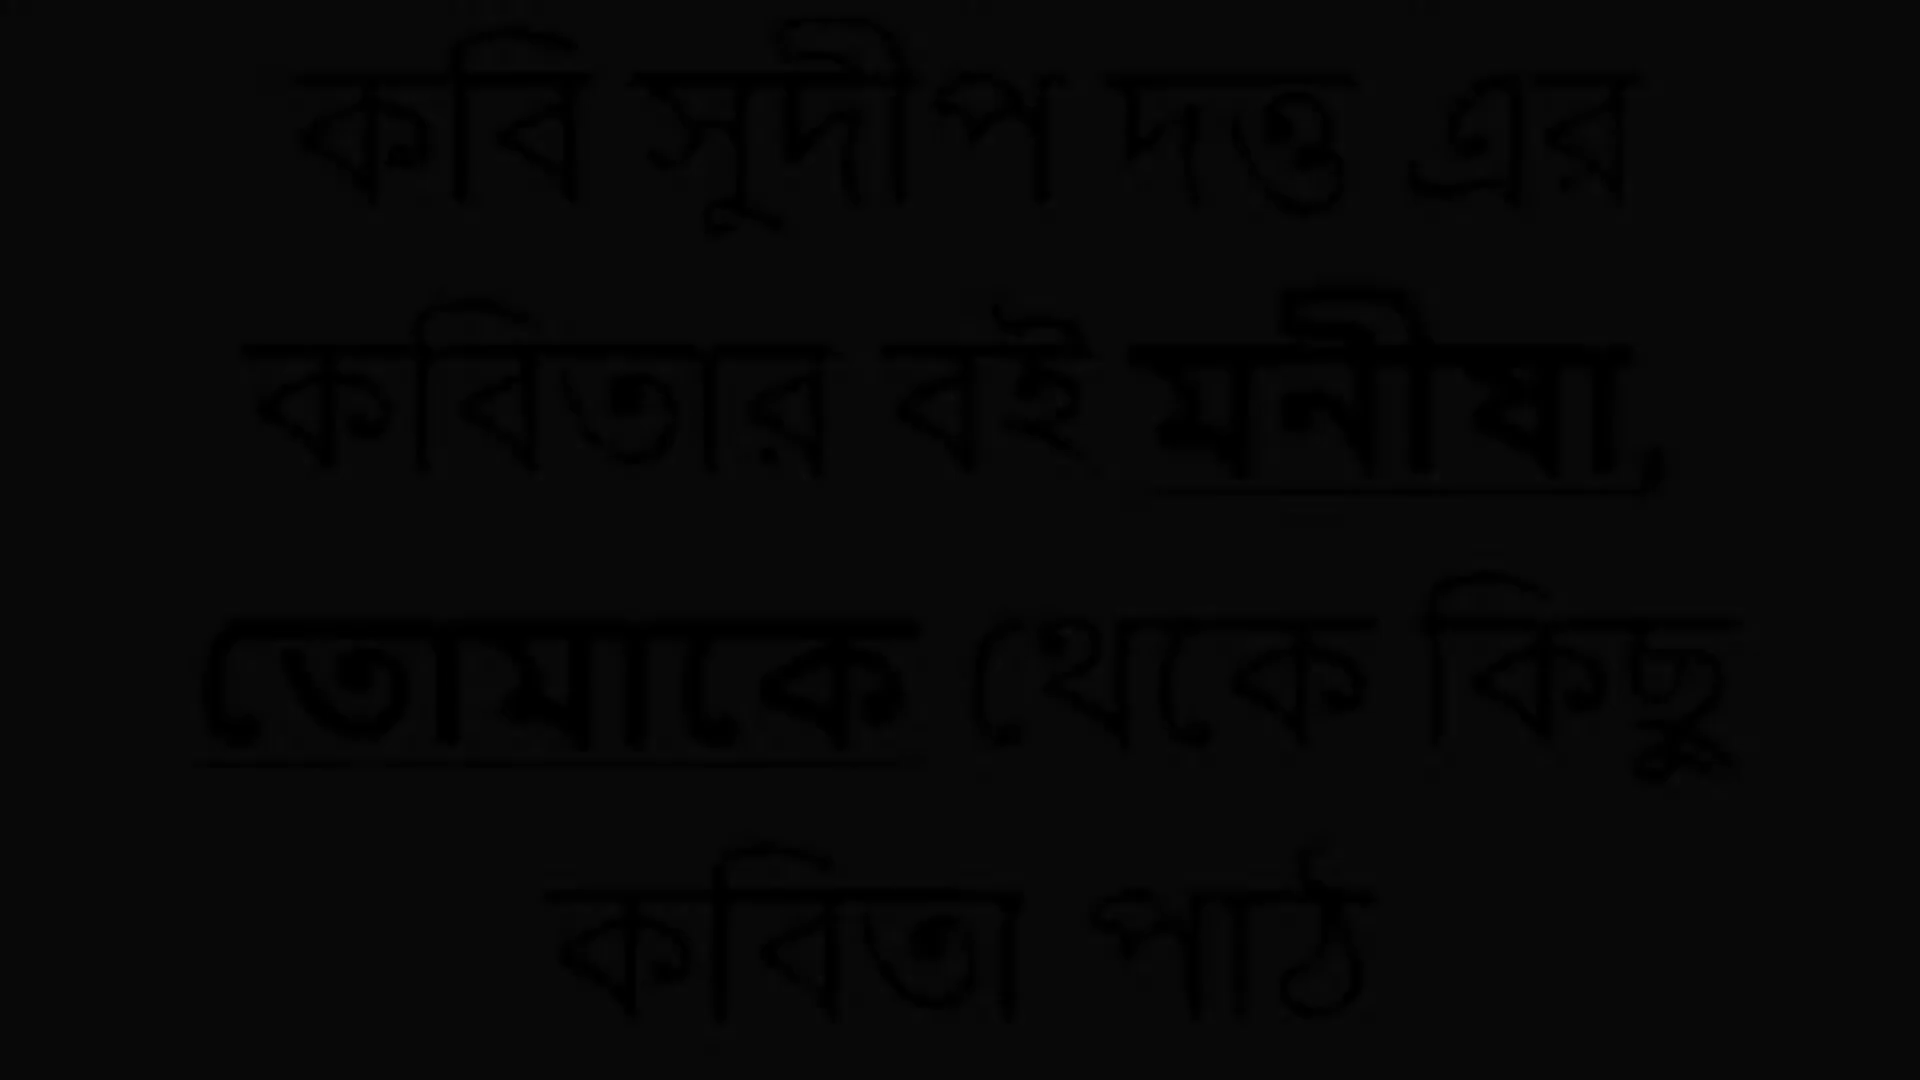 কবি সুদীপ দত্ত এর
কবিতার বই মনীষা,
তোমাকে থেকে কিছু
কবিতা পাঠ